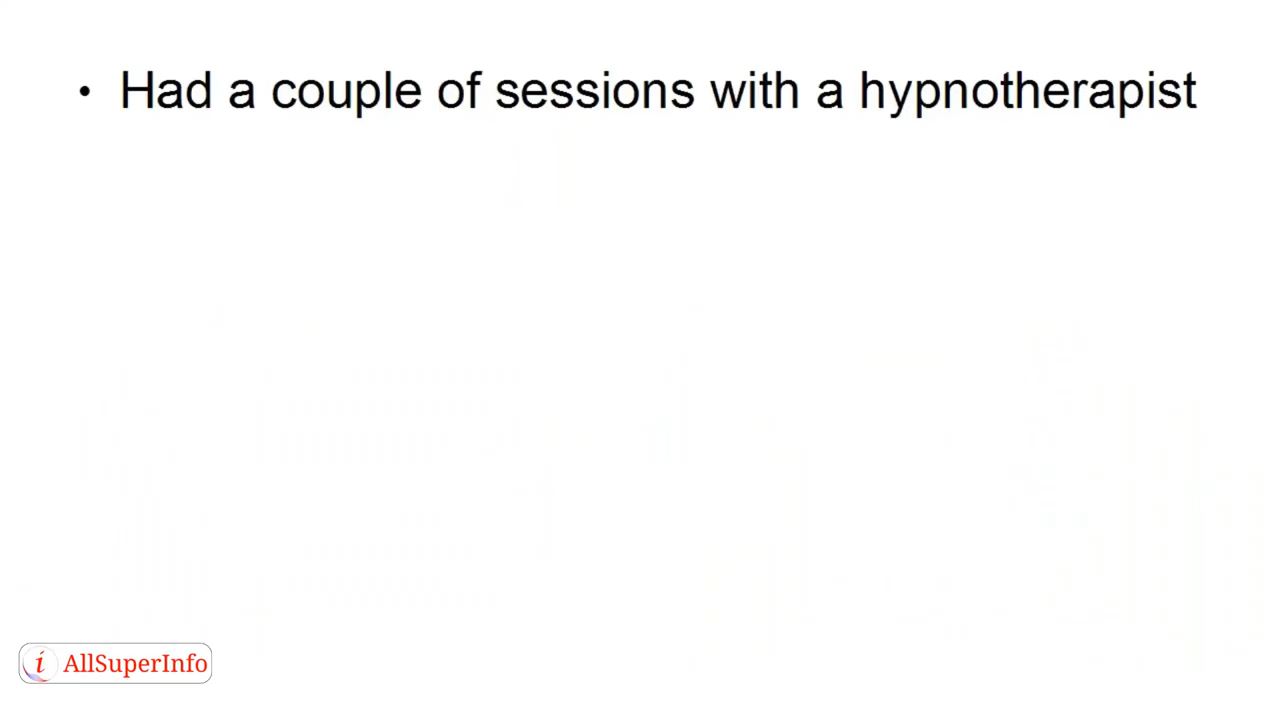 • Had a couple of sessions with a hypnotherapist
i AllSuperInfo